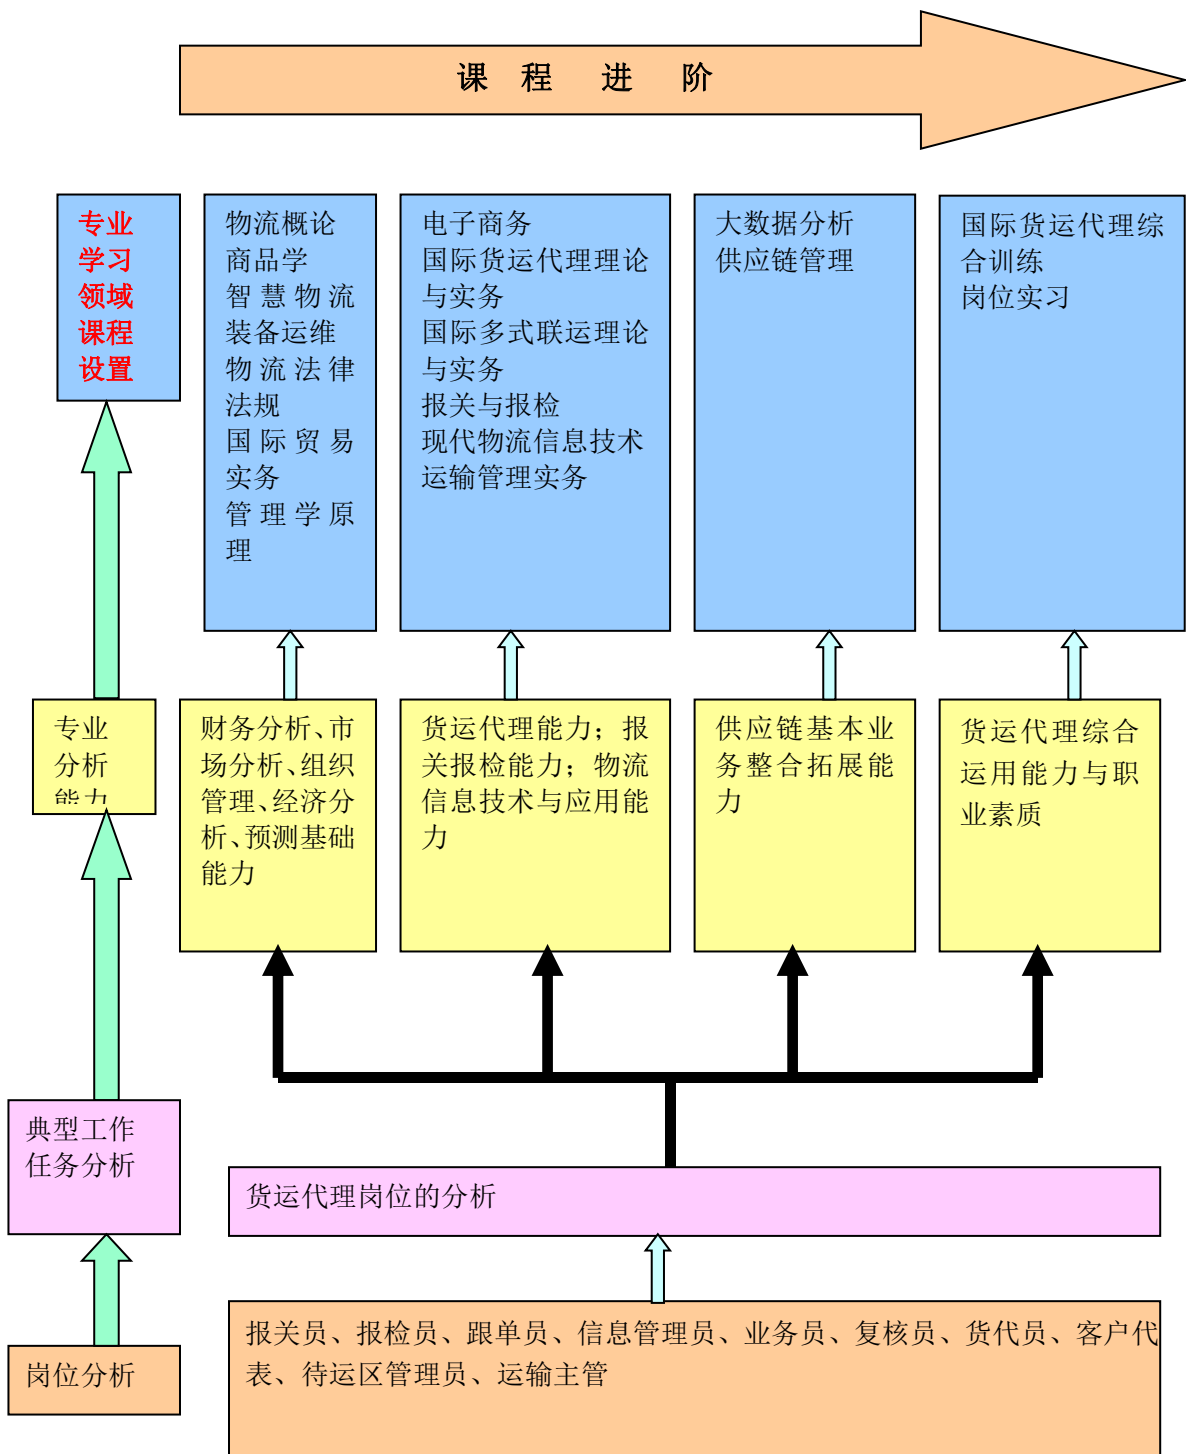 课 程 进 阶
专业
学习
领域
课程
设置
物流概论
商品学
智慧物流
装备运维
物流法律
法规
国际贸易
实务
管理学原
理
电子商务
国际货运代理理论
与实务
国际多式联运理论
与实务
报关与报检
现代物流信息技术
运输管理实务
大数据分析
供应链管理
国际货运代理综
合训练
岗位实习
专业
分析
能力
财务分析、市
场分析、组织
管理、经济分
析、预测基础
能力
货运代理能力；报
关报检能力；物流
信息技术与应用能
力
供应链基本业
务整合拓展能
力
货运代理综合
运用能力与职
业素质
典型工作
任务分析
货运代理岗位的分析
岗位分析
报关员、报检员、跟单员、信息管理员、业务员、复核员、货代员、客户代
表、待运区管理员、运输主管